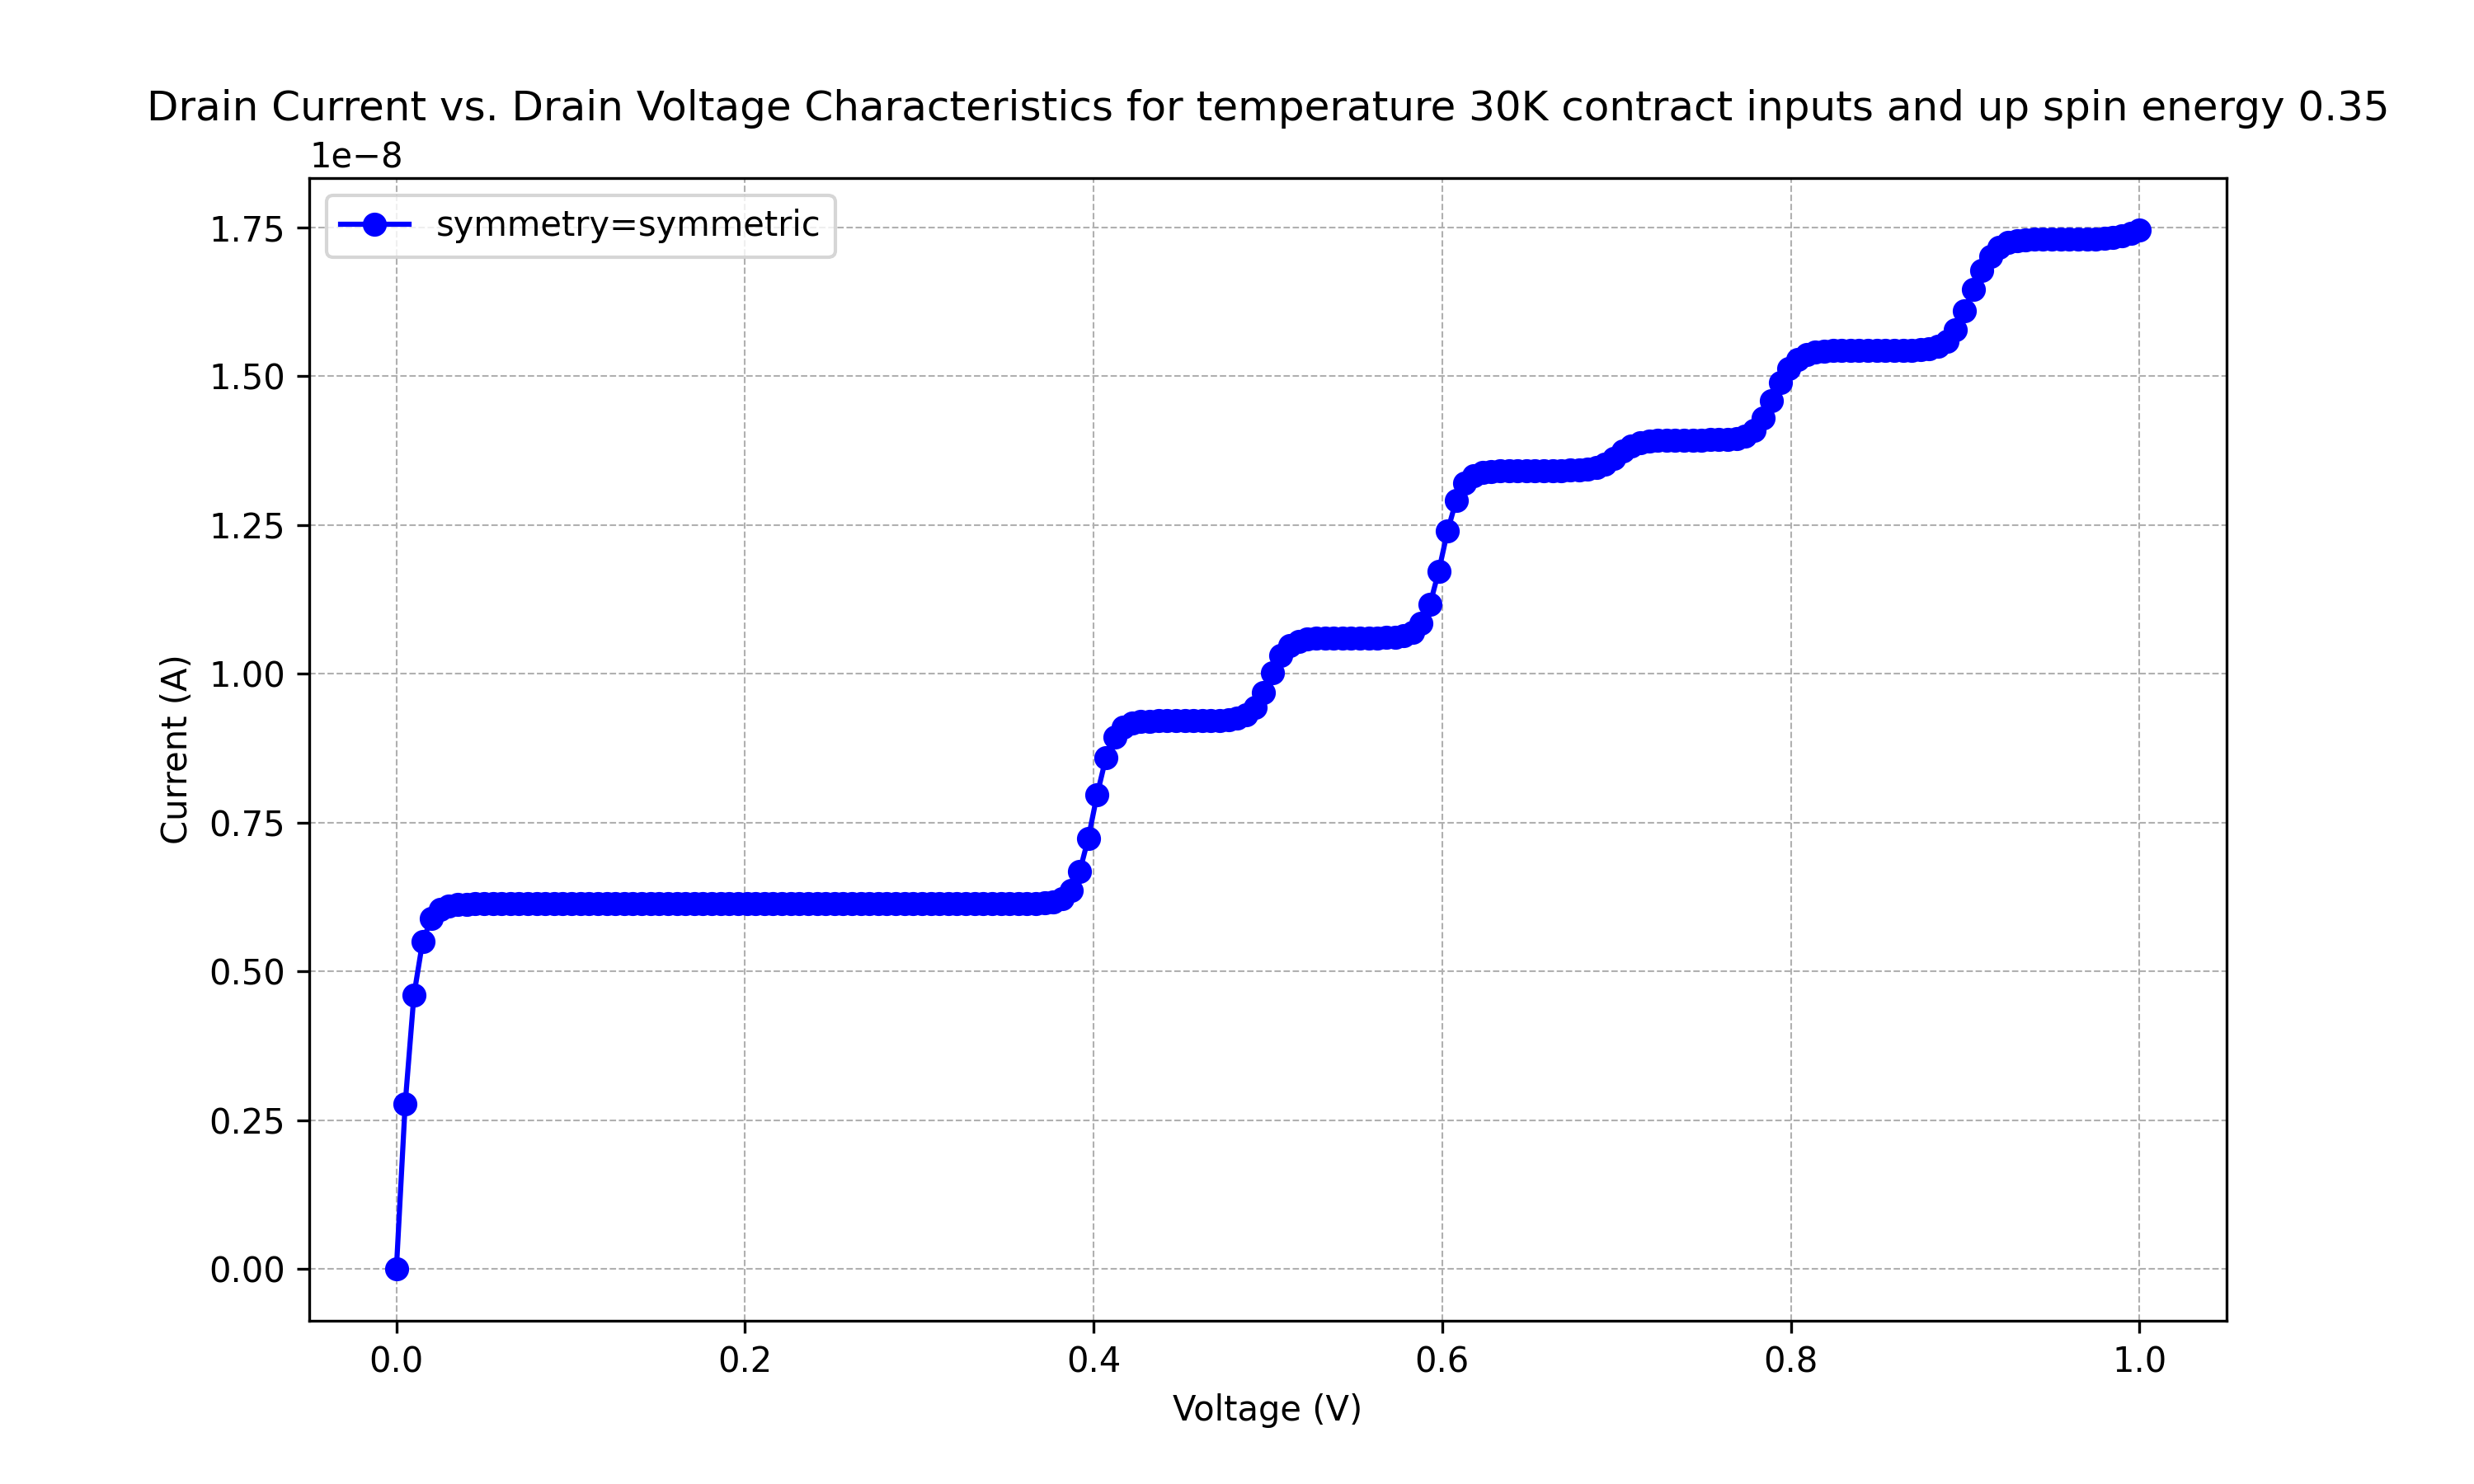 Drain Current vs. Drain Voltage Characteristics for temperature 30K contract inputs and up spin energy 0.35
1e−8
symmetry=symmetric
1.75
1.50
1.25
1.00
0.75
0.50
0.25
0.00
Current (A)
0.0 0.2 0.4 0.6 0.8 1.0
Voltage (V)